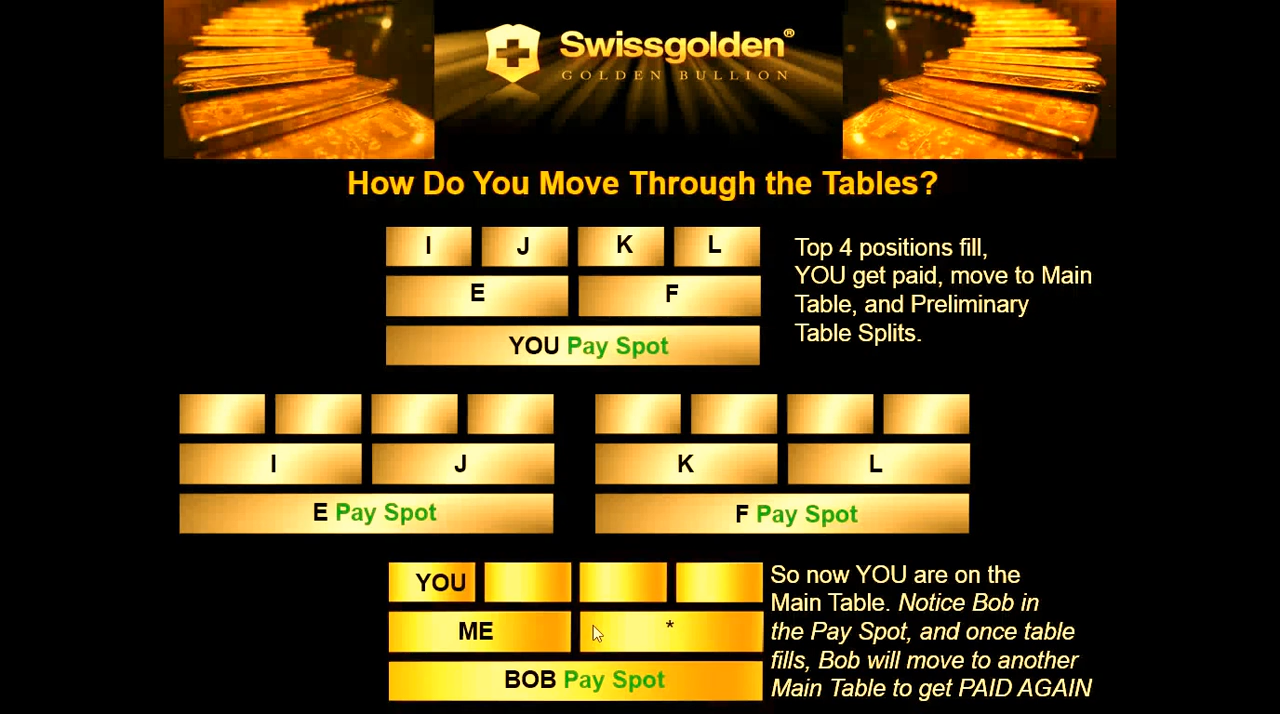 Swissgolden®
GOLDEN BULLION
How Do You Move Through the Tables?
I J K L
E F
YOU Pay Spot
Top 4 positions fill,
YOU get paid, move to Main
Table, and Preliminary
Table Splits.
I J
E Pay Spot
K L
F Pay Spot
YOU
ME *
BOB Pay Spot
So now YOU are on the
Main Table. Notice Bob in
the Pay Spot, and once table
fills, Bob will move to another
Main Table to get PAID AGAIN